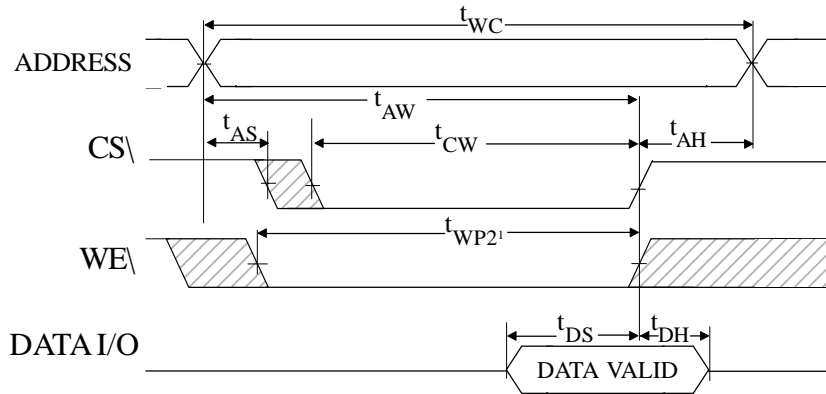 tWC
ADDRESS
tAW
tAS
tCW
tAH
CS\
tWP2¹
WE\
tDS
tDH
DATA I/O
DATA VALID